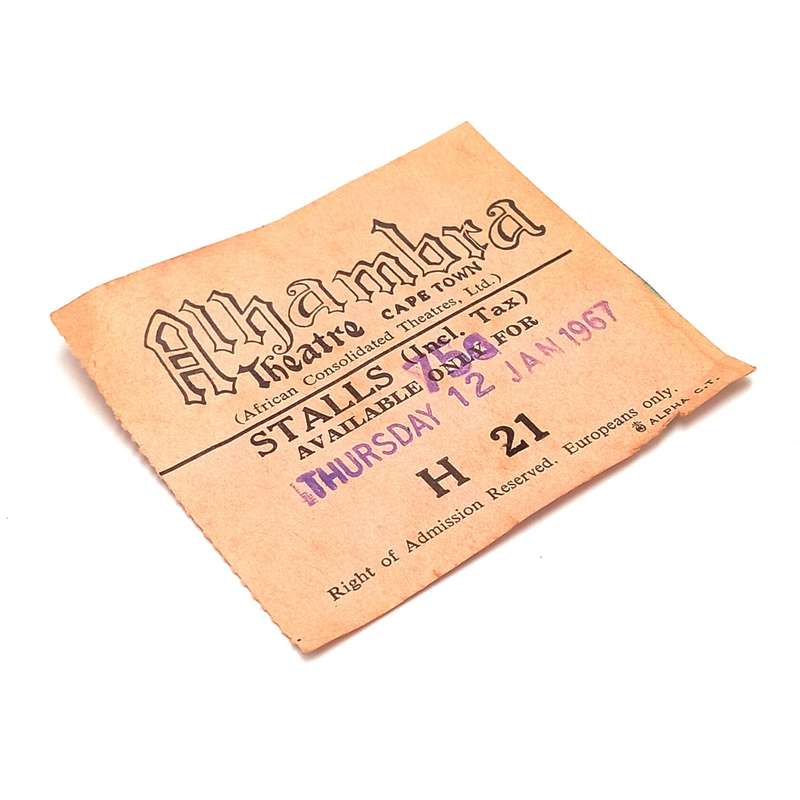 Alhambra
Theatre CAPE TOWN
(African Consolidated Theatres, Ltd.)
STALLS (Incl. Tax)
75c
AVAILABLE ONLY FOR
THURSDAY 12 JAN 1967
H 21
Right of Admission Reserved. Europeans only.
ALPHA C.T.